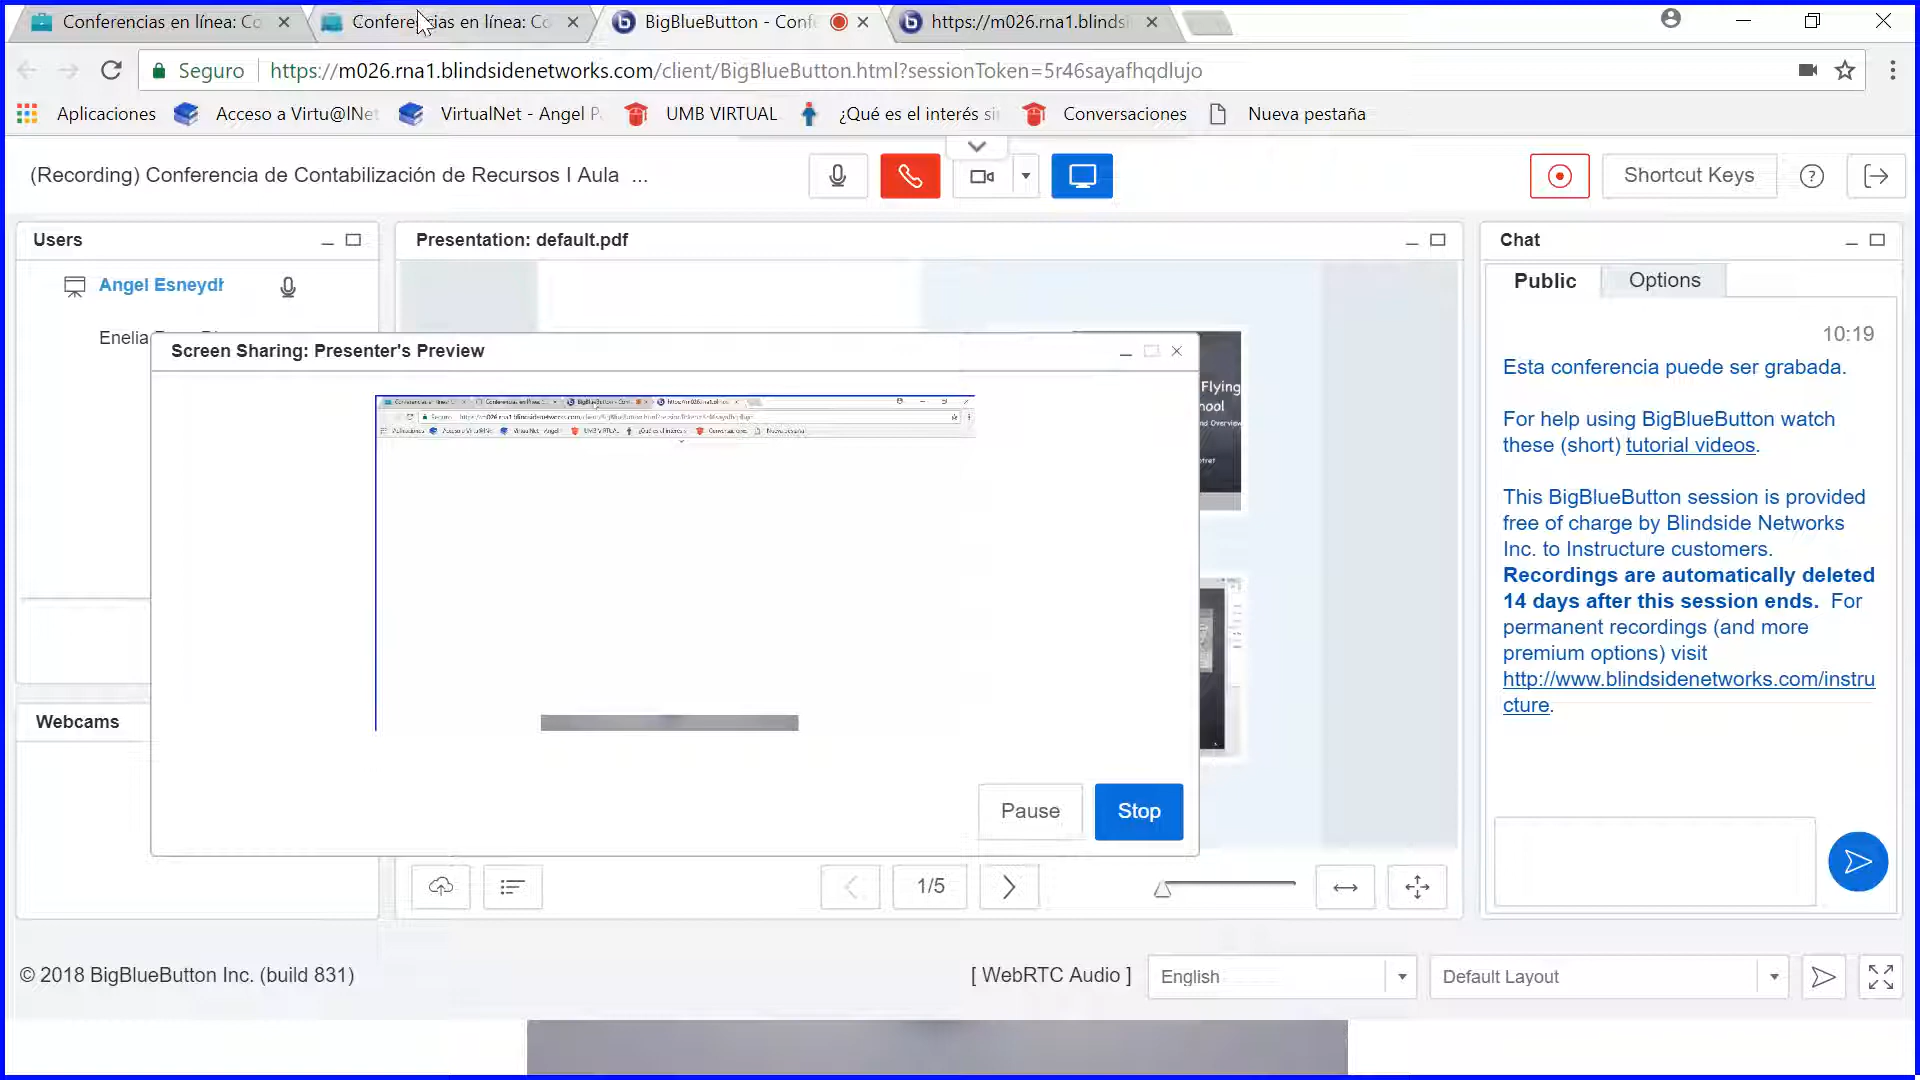 Conferencias en línea: Co
Conferencias en línea: Co
BigBlueButton - Conf
https://m026.rna1.blinds
Seguro
https://m026.rna1.blindsidenetworks.com/client/BigBlueButton.html?sessionToken=5r46sayafhqdlujo
Aplicaciones
Acceso a Virtu@lNet
VirtualNet - Angel P
UMB VIRTUAL
¿Qué es el interés si
Conversaciones
Nueva pestaña
(Recording) Conferencia de Contabilización de Recursos I Aula ...
Shortcut Keys
Users
Presentation: default.pdf
Chat
Angel Esneydh
Public
Options
Enelia
10:19
Screen Sharing: Presenter's Preview
Esta conferencia puede ser grabada.
Flying
For help using BigBlueButton watch
these (short) tutorial videos.
This BigBlueButton session is provided
free of charge by Blindside Networks
Inc. to Instructure customers.
Recordings are automatically deleted
14 days after this session ends. For
permanent recordings (and more
premium options) visit
http://www.blindsidenetworks.com/instru
cture.
Webcams
Pause
Stop
1/5
© 2018 BigBlueButton Inc. (build 831)
[ WebRTC Audio ]
English
Default Layout